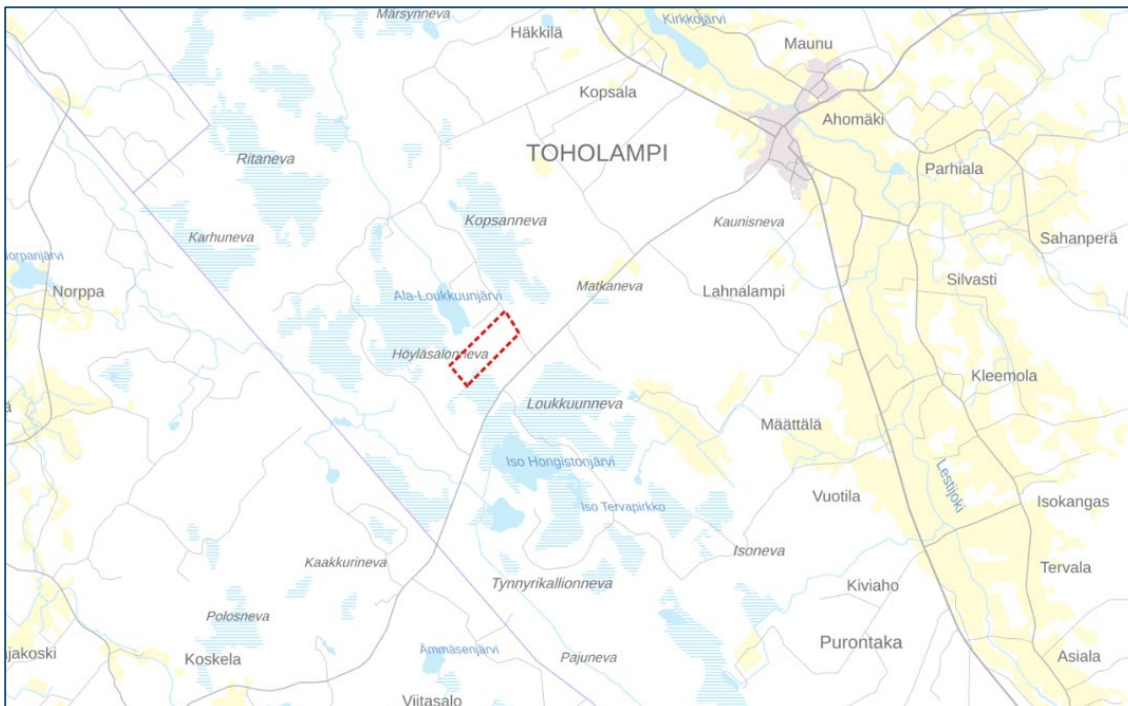 Märsynneva
Kirkkojärvi
Häkkilä
Maunu
Kopsala
Ahomäki
TOHOLAMPI
Ritaneva
Parhiala
Kopsanneva
Kaunisneva
Karhuneva
Sahanperä
orpanjärvi
Norppa
Matkaneva
Lahnalampi
Silvasti
Ala-Loukkuunjärvi
Höyläsalonneva
Kleemola
Loukkuunneva
ä
Määttälä
Iso Hongistonjärvi
Lestijoki
Vuotila
Isokangas
Iso Tervapirkko
Isoneva
Kaakkurineva
Tervala
Tynnyrikallionneva
Kiviaho
Polosneva
Purontaka
jakoski
Koskela
Ämmäsenjärvi
Pajuneva
Asiala
Viitasalo